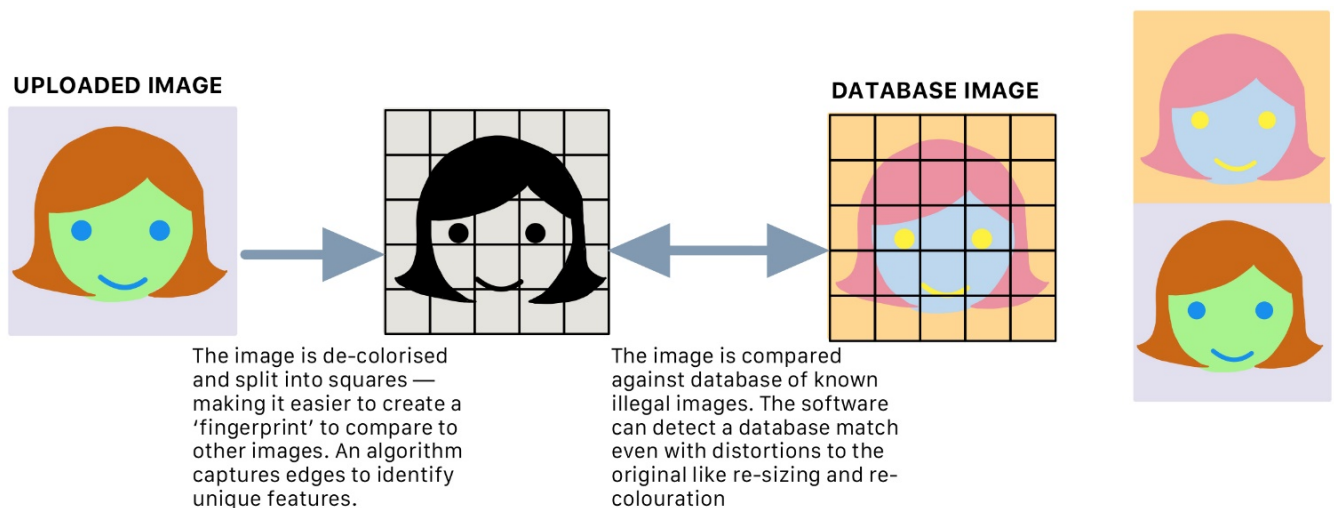 UPLOADED IMAGE
DATABASE IMAGE
The image is de-colorised
and split into squares —
making it easier to create a
‘fingerprint’ to compare to
other images. An algorithm
captures edges to identify
unique features.
The image is compared
against database of known
illegal images. The software
can detect a database match
even with distortions to the
original like re-sizing and re-
colouration